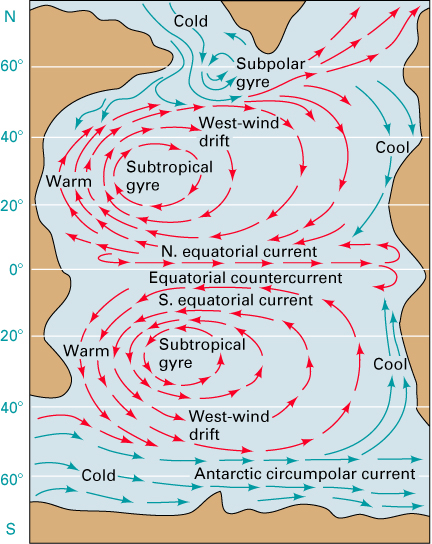 N
Cold
60°
Subpolar
gyre
West-wind
drift
40°
Cool
Subtropical
gyre
Warm
20°
N. equatorial current
0°
Equatorial countercurrent
S. equatorial current
20°
Subtropical
gyre
Warm
Cool
40°
West-wind
drift
Cold
Antarctic circumpolar current
60°
S